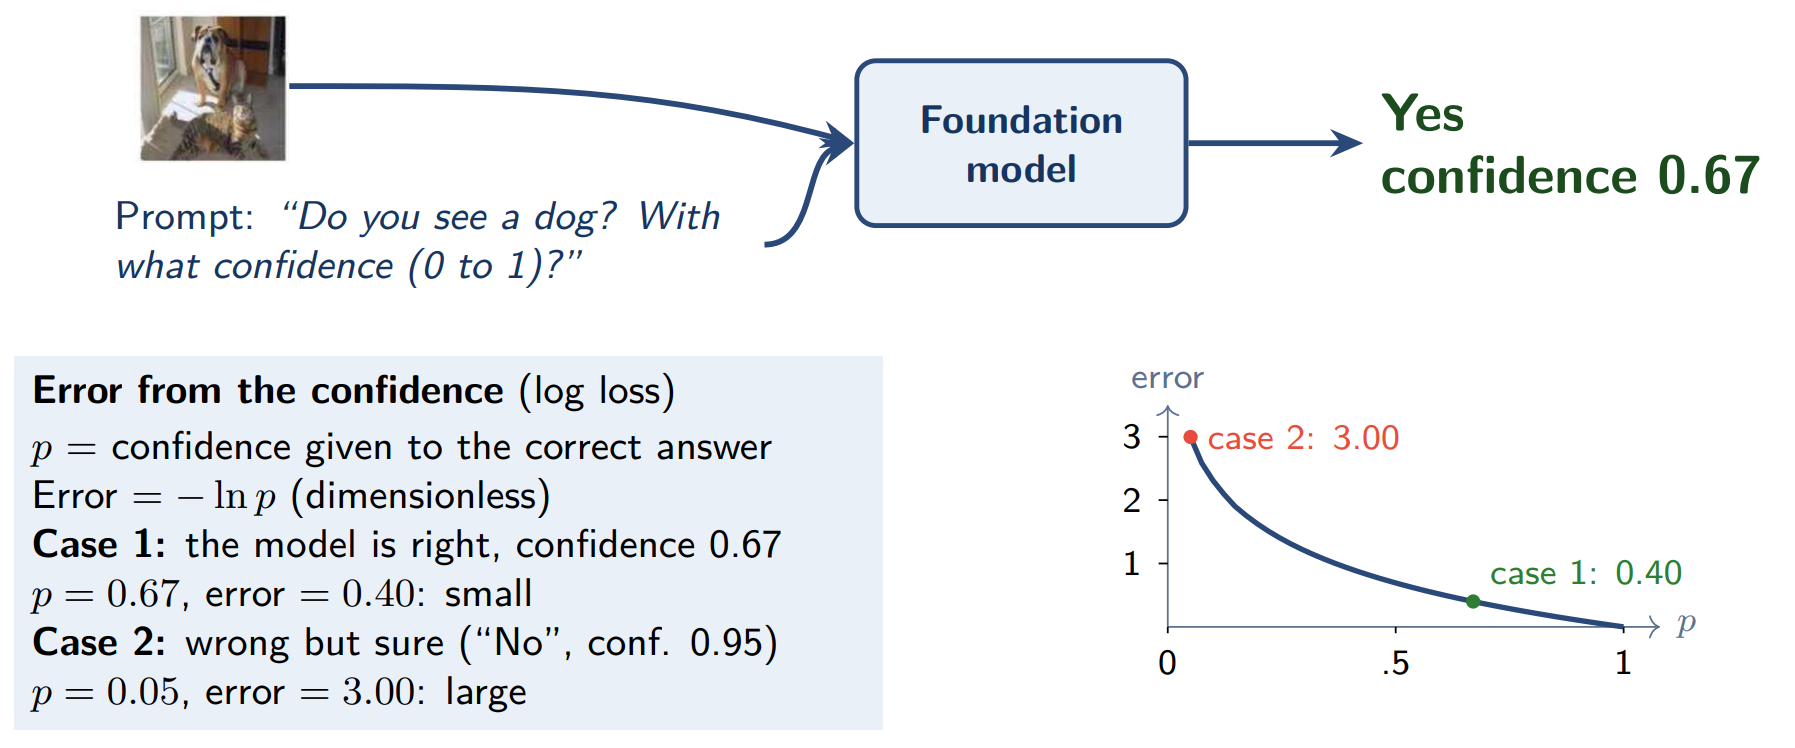 Prompt: “Do you see a dog? With
what confidence (0 to 1)?”
Foundation
model
Yes
confidence 0.67
Error from the confidence (log loss)
p = confidence given to the correct answer
Error = − ln p (dimensionless)
Case 1: the model is right, confidence 0.67
p = 0.67, error = 0.40: small
Case 2: wrong but sure (“No”, conf. 0.95)
p = 0.05, error = 3.00: large
error
3
case 2: 3.00
2
1
case 1: 0.40
p
0 .5 1